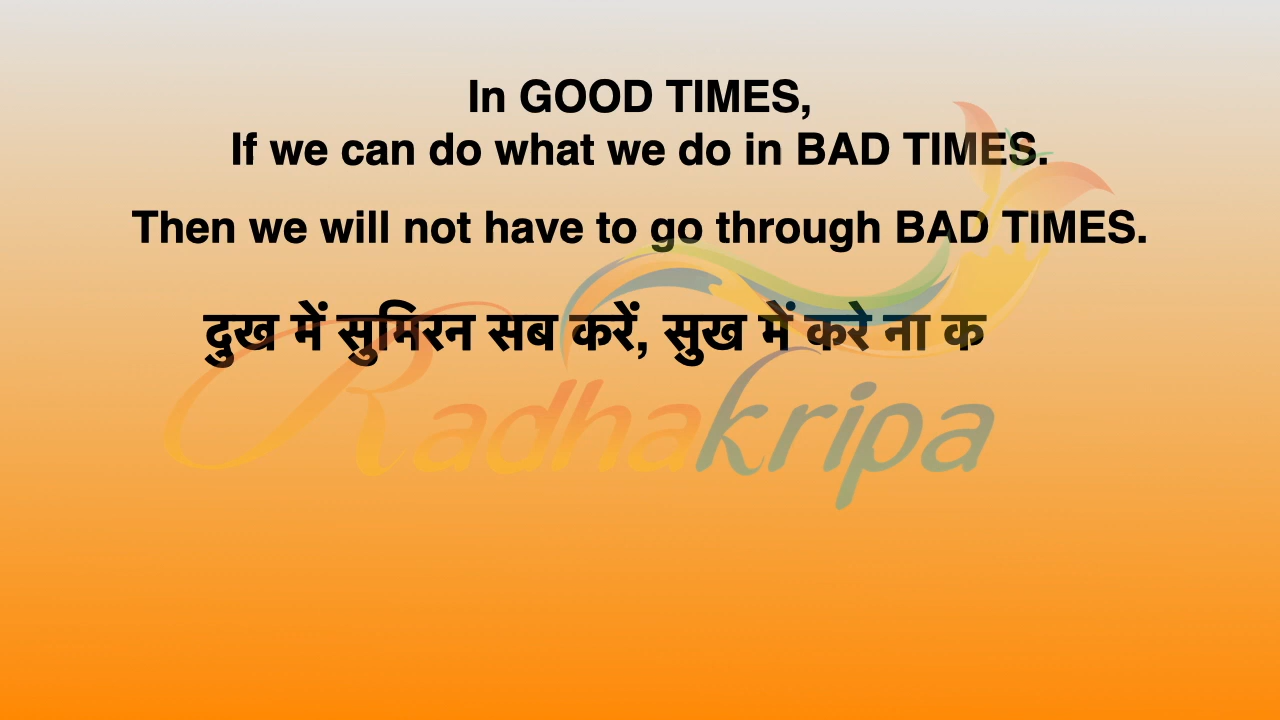 In GOOD TIMES,
If we can do what we do in BAD TIMES.
Then we will not have to go through BAD TIMES.
दुख में सुमिरन सब करें, सुख में करे ना क
Radhakripa